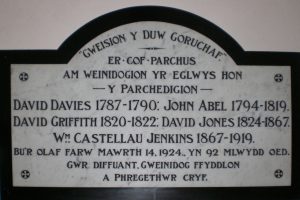 "GWEISION Y DUW GORUCHAF."
ER·COF·PARCHUS
AM WEINIDOGION YR EGLWYS HON
— Y PARCHEDIGION —
DAVID DAVIES 1787-1790. JOHN ABEL 1794-1819.
DAVID GRIFFITH 1820-1822. DAVID JONES 1824-1867.
WM CASTELLAU JENKINS 1867-1919.
BU'R OLAF FARW MAWRTH 14, 1924., YN 92 MLWYDD OED.
GWR DIFFUANT, GWEINIDOG FFYDDLON
A PHREGETHWR CRYF.